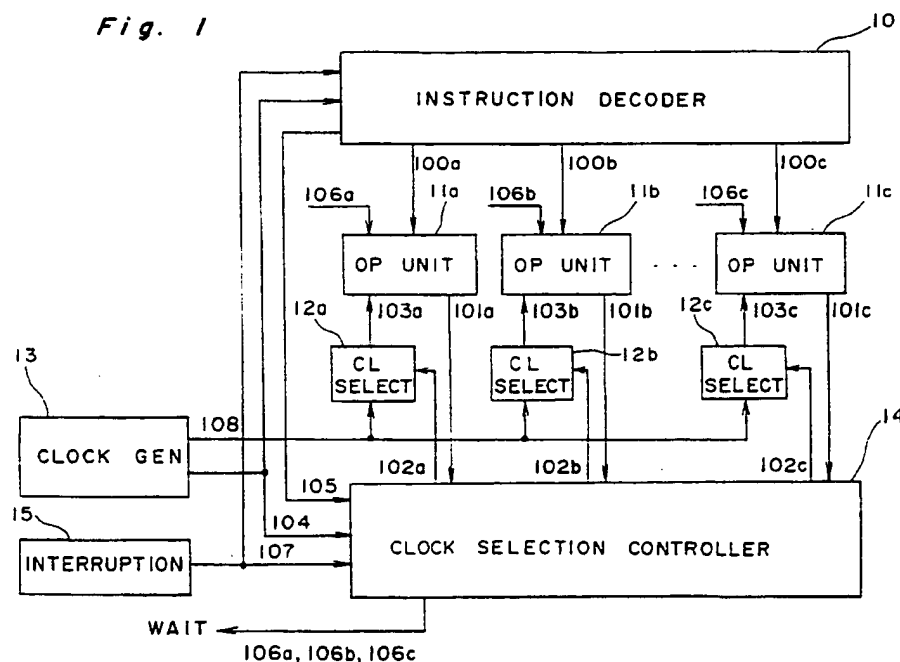 Fig. 1
10
INSTRUCTION DECODER
100a 100b 100c
106a 11a 106b 11b 106c 11c
OP UNIT OP UNIT . . . . OP UNIT
12a 103a 101a 103b 101b 12c 103c 101c
CL SELECT CL SELECT 12b CL SELECT
13
108
CLOCK GEN
14
102a 102b 102c
105
15
104
INTERRUPTION 107
CLOCK SELECTION CONTROLLER
WAIT
106a, 106b, 106c